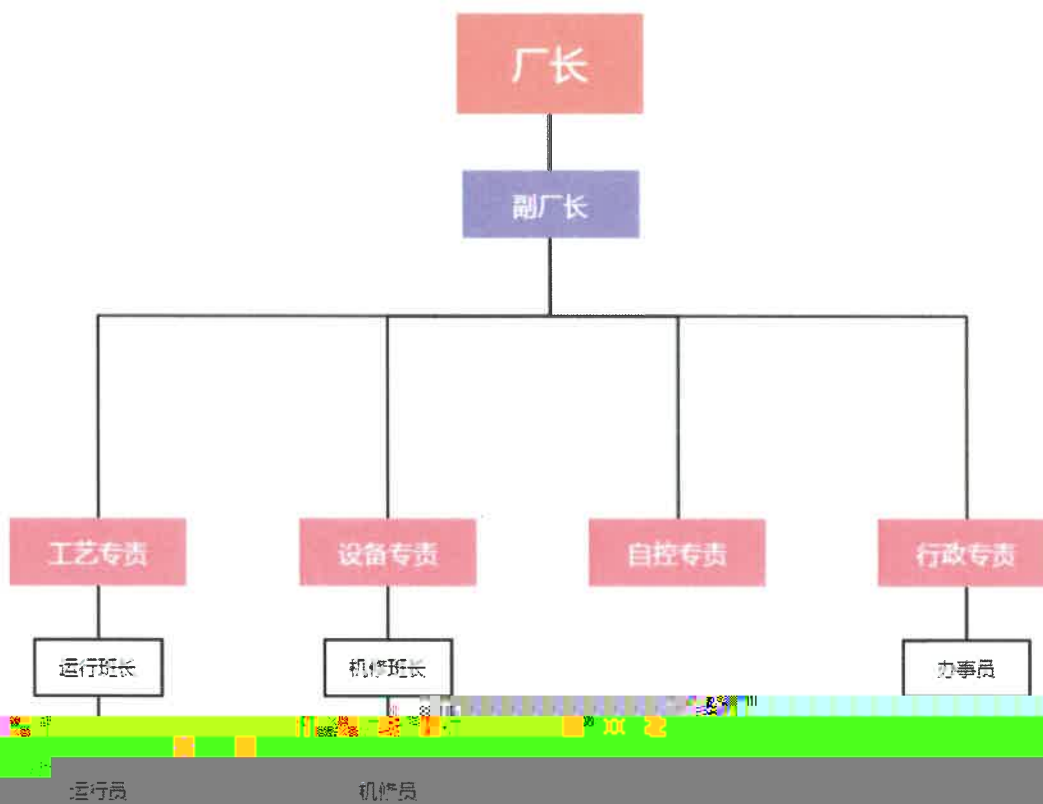 厂长
副厂长
工艺专责 设备专责 自控专责 行政专责
运行班长 机修班长 办事员
运行员 机修员